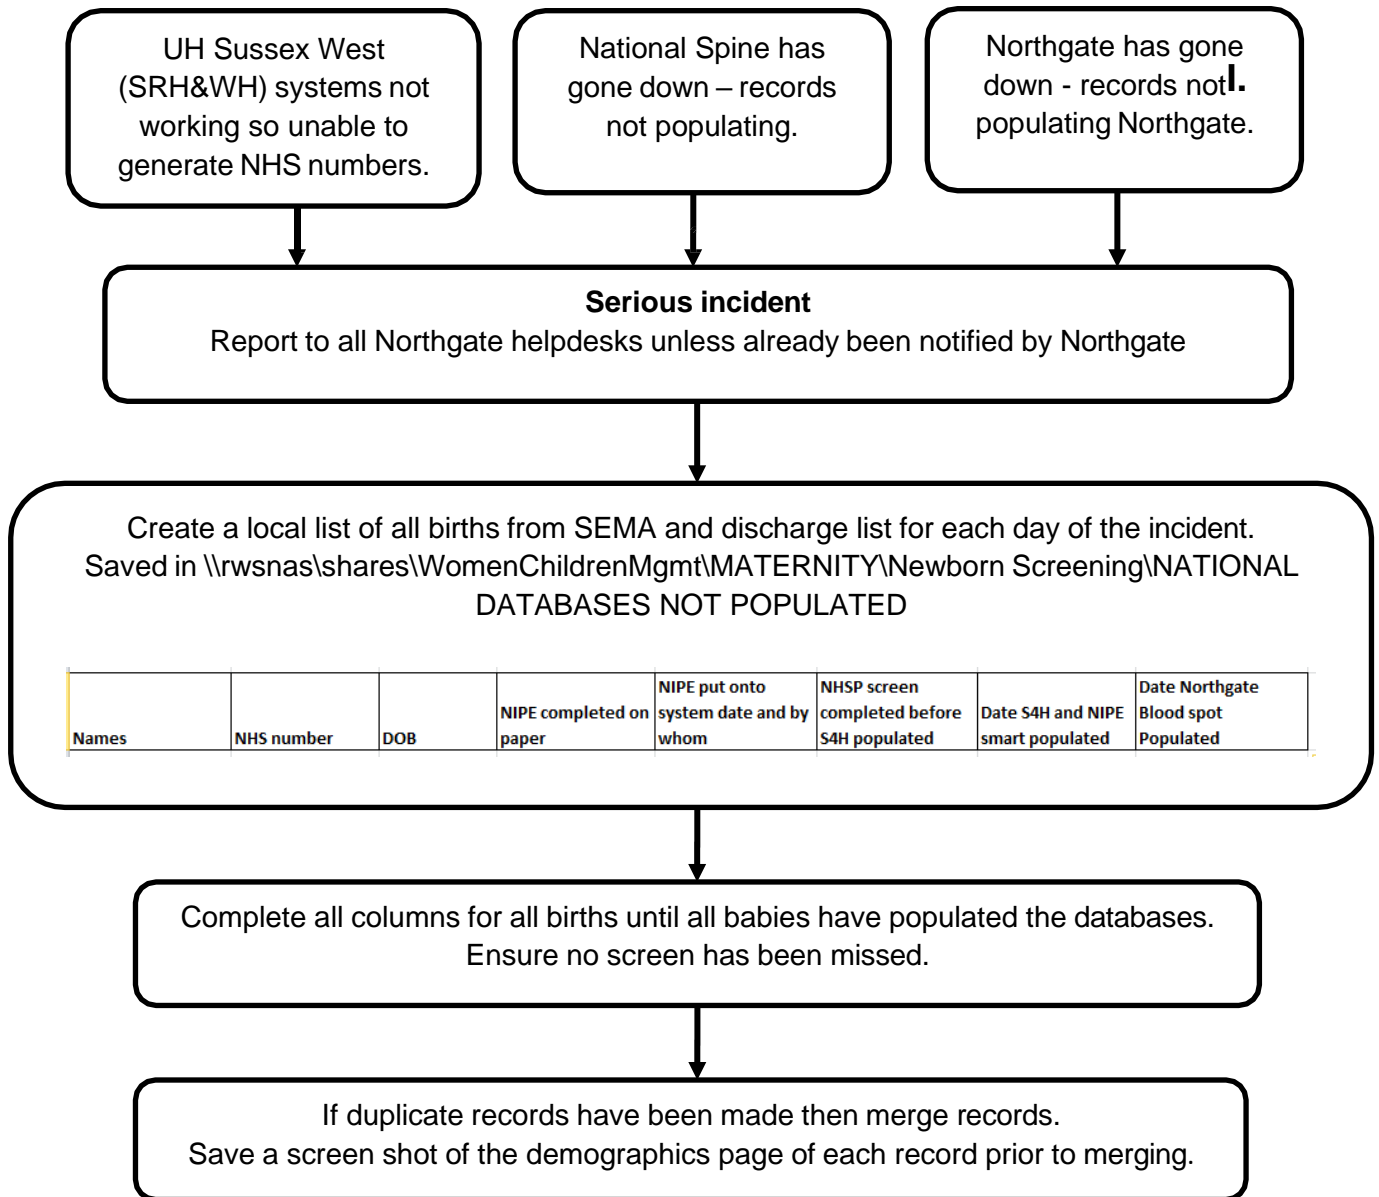 UH Sussex West
(SRH&WH) systems not
working so unable to
generate NHS numbers.
National Spine has
gone down – records
not populating.
Northgate has gone
down - records not I.
populating Northgate.
Serious incident
Report to all Northgate helpdesks unless already been notified by Northgate
Create a local list of all births from SEMA and discharge list for each day of the incident.
Saved in \\rwsnas\shares\WomenChildrenMgmt\MATERNITY\Newborn Screening\NATIONAL
DATABASES NOT POPULATED
Names
NHS number
DOB
NIPE completed on
paper
NIPE put onto
system date and by
whom
NHSP screen
completed before
S4H populated
Date S4H and NIPE
smart populated
Date Northgate
Blood spot
Populated
Complete all columns for all births until all babies have populated the databases.
Ensure no screen has been missed.
If duplicate records have been made then merge records.
Save a screen shot of the demographics page of each record prior to merging.